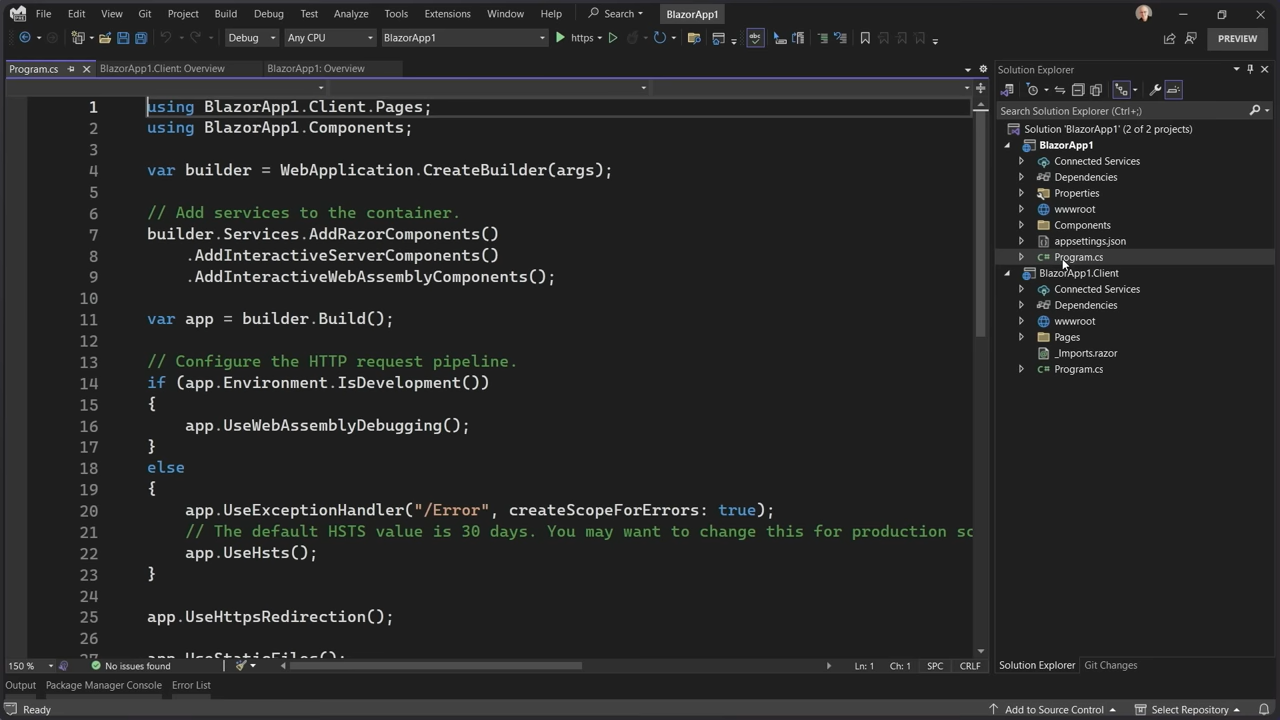 File Edit View Git Project Build Debug Test Analyze Tools Extensions Window Help Search BlazorApp1
Debug Any CPU BlazorApp1 https PREVIEW
Program.cs BlazorApp1.Client: Overview BlazorApp1: Overview
1 using BlazorApp1.Client.Pages;
2 using BlazorApp1.Components;
3
4 var builder = WebApplication.CreateBuilder(args);
5
6 // Add services to the container.
7 builder.Services.AddRazorComponents()
8 .AddInteractiveServerComponents()
9 .AddInteractiveWebAssemblyComponents();
10
11 var app = builder.Build();
12
13 // Configure the HTTP request pipeline.
14 if (app.Environment.IsDevelopment())
15 {
16 app.UseWebAssemblyDebugging();
17 }
18 else
19 {
20 app.UseExceptionHandler("/Error", createScopeForErrors: true);
21 // The default HSTS value is 30 days. You may want to change this for production sc
22 app.UseHsts();
23 }
24
25 app.UseHttpsRedirection();
26
27 app.UseStaticFiles();
150 % No issues found Ln: 1 Ch: 1 SPC CRLF
Solution Explorer
Search Solution Explorer (Ctrl+;)
Solution 'BlazorApp1' (2 of 2 projects)
BlazorApp1
Connected Services
Dependencies
Properties
wwwroot
Components
appsettings.json
C# Program.cs
BlazorApp1.Client
Connected Services
Dependencies
wwwroot
Pages
_Imports.razor
C# Program.cs
Solution Explorer Git Changes
Output Package Manager Console Error List
Ready Add to Source Control Select Repository